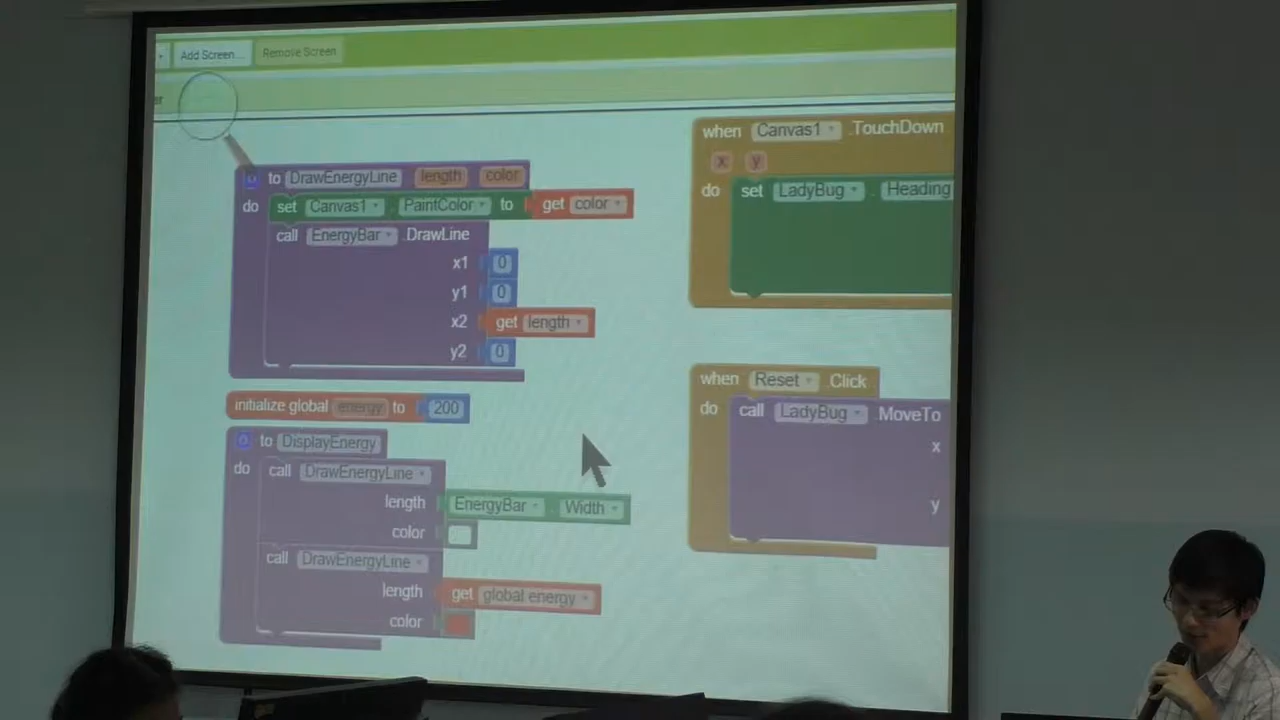 Add Screen... Remove Screen
er
to DrawEnergyLine length color
do set Canvas1 . PaintColor to get color
call EnergyBar .DrawLine
x1 0
y1 0
x2 get length
y2 0
initialize global energy to 200
to DisplayEnergy
do call DrawEnergyLine
length EnergyBar . Width
color
call DrawEnergyLine
length get global energy
color
when Canvas1 .TouchDown
x y
do set LadyBug . Heading
when Reset .Click
do call LadyBug .MoveTo
x
y